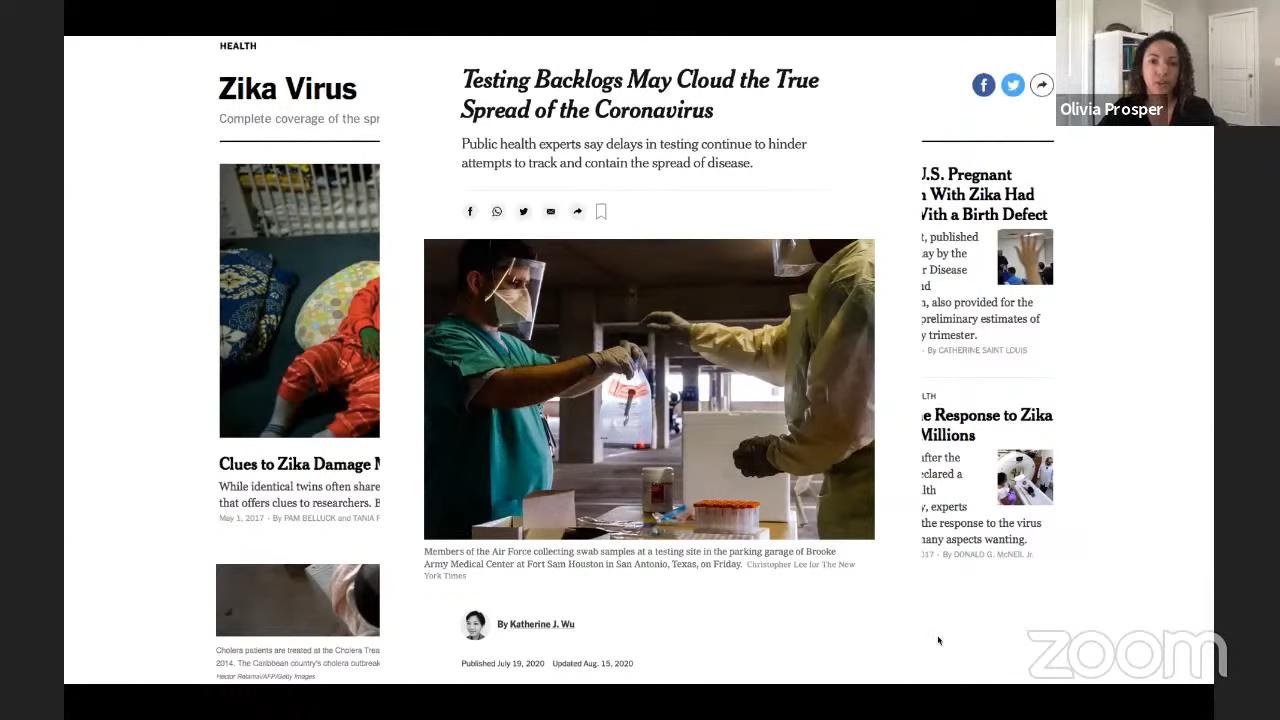 HEALTH
Zika Virus
Complete coverage of the spr
Clues to Zika Damage
While identical twins often share
that offers clues to researchers. B
May 1, 2017 - By PAM BELLUCK and TANIA F
Cholera patients are treated at the Cholera Trea
2014. The Caribbean country's cholera outbreak
Hector Retamal/AFP/Getty Images
Testing Backlogs May Cloud the True
Spread of the Coronavirus
Public health experts say delays in testing continue to hinder
attempts to track and contain the spread of disease.
Members of the Air Force collecting swab samples at a testing site in the parking garage of Brooke
Army Medical Center at Fort Sam Houston in San Antonio, Texas, on Friday. Christopher Lee for The New
York Times
By Katherine J. Wu
Published July 19, 2020 Updated Aug. 15, 2020
U.S. Pregnant
With Zika Had
With a Birth Defect
t, published
ay by the
r Disease
nd
n, also provided for the
preliminary estimates of
y trimester.
- By CATHERINE SAINT LOUIS
LTH
e Response to Zika
Millions
after the
eclared a
lth
y, experts
the response to the virus
many aspects wanting.
017 - By DONALD G. McNEIL Jr.
Olivia Prosper
zoom